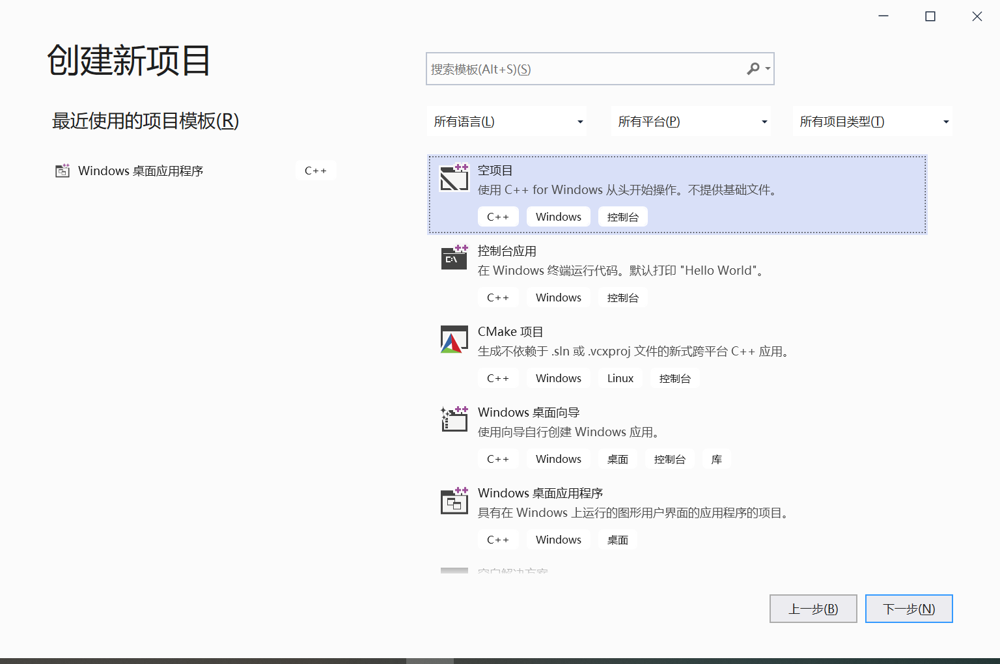 创建新项目
搜索模板(Alt+S)(S)
最近使用的项目模板(R)
所有语言(L)
所有平台(P)
所有项目类型(T)
Windows 桌面应用程序
C++
空项目
使用 C++ for Windows 从头开始操作。不提供基础文件。
C++
Windows
控制台
控制台应用
在 Windows 终端运行代码。默认打印 "Hello World"。
C++
Windows
控制台
CMake 项目
生成不依赖于 .sln 或 .vcxproj 文件的新式跨平台 C++ 应用。
C++
Windows
Linux
控制台
Windows 桌面向导
使用向导自行创建 Windows 应用。
C++
Windows
桌面
控制台
库
Windows 桌面应用程序
具有在 Windows 上运行的图形用户界面的应用程序的项目。
C++
Windows
桌面
空白解决方案
上一步(B)
下一步(N)